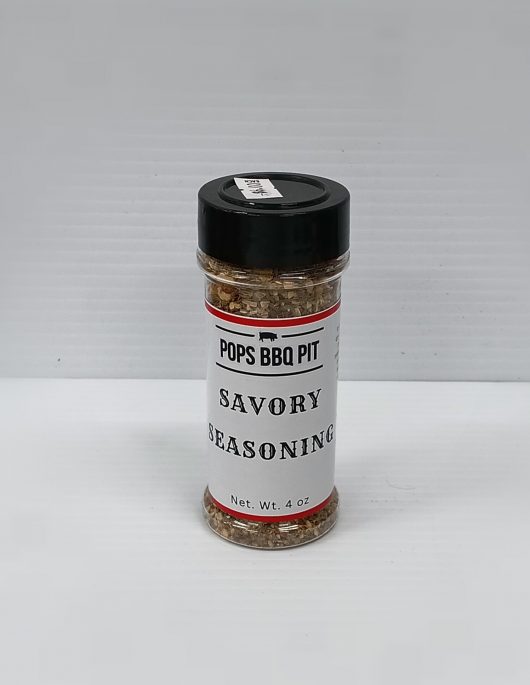 POPS BBQ PIT
SAVORY
SEASONING
Net. Wt. 4 oz